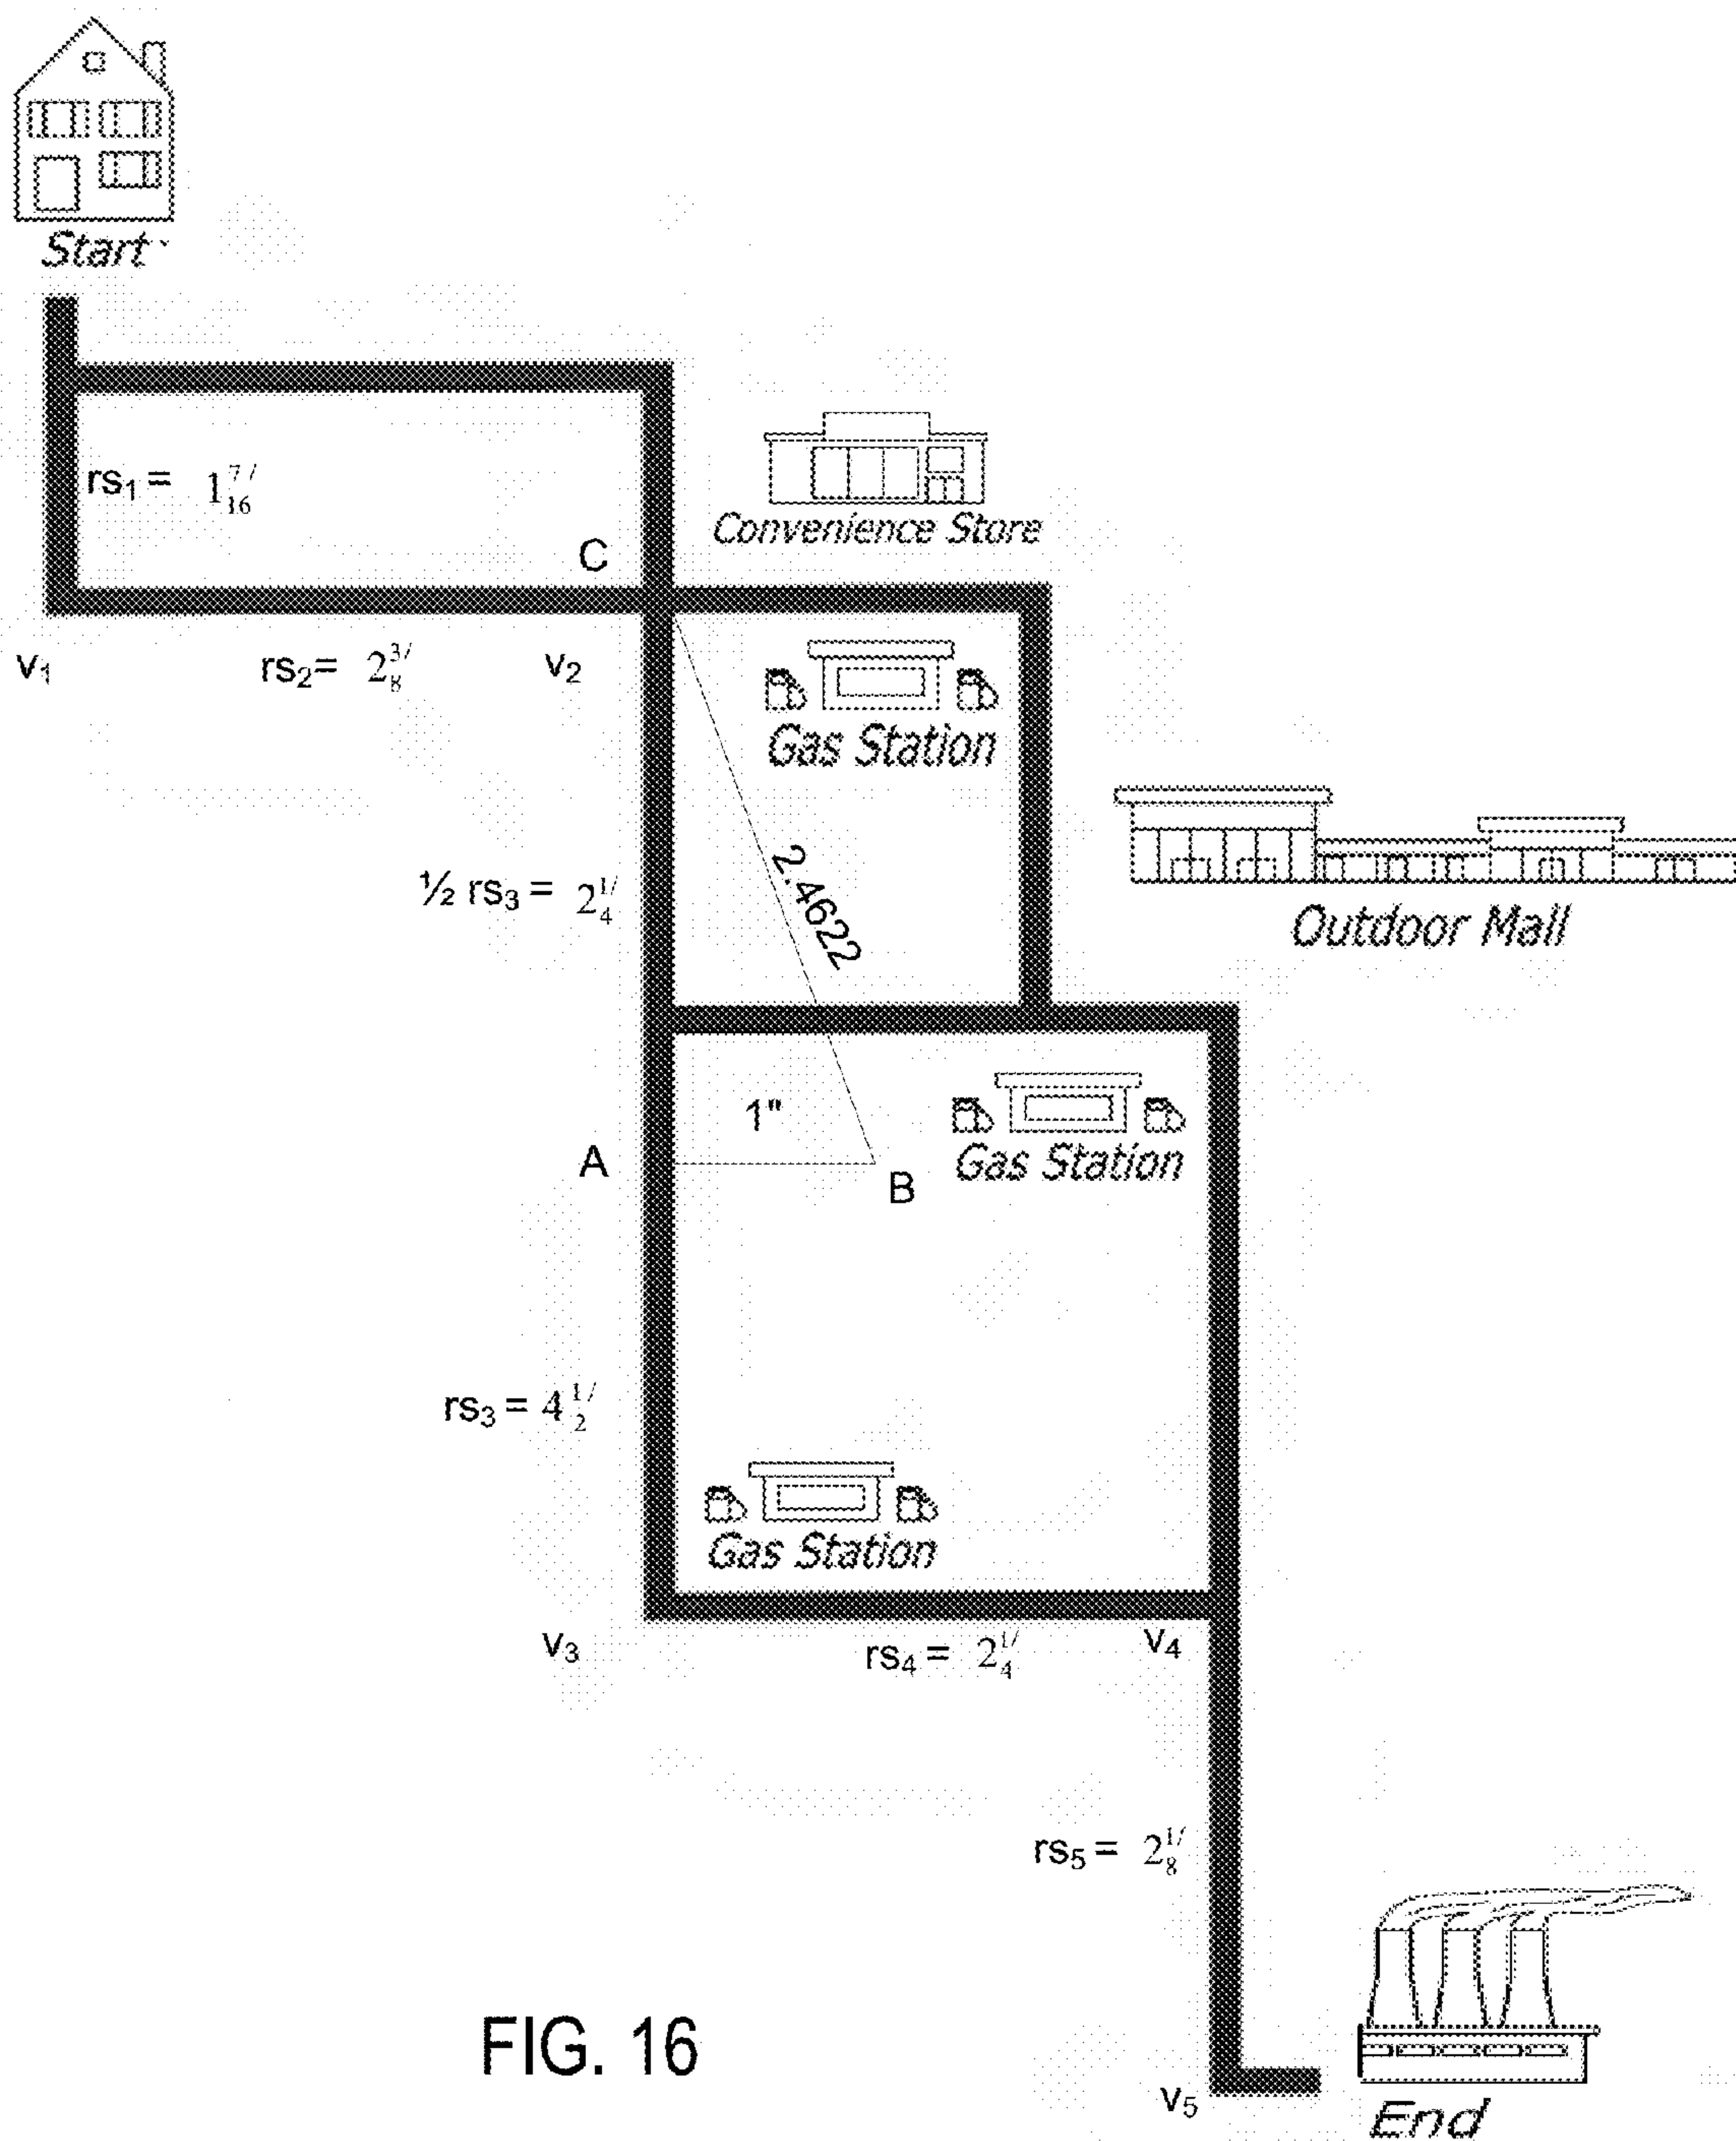 Start
rs₁ = 1 7/16
C
Convenience Store
v₁
rs₂= 2 3/8
v₂
Gas Station
½ rs₃ = 2 1/4
2.4622
Outdoor Mall
1"
A
B
Gas Station
rs₃ = 4 1/2
Gas Station
v₃
rs₄ = 2 1/4
v₄
rs₅ = 2 1/8
FIG. 16
v₅
End